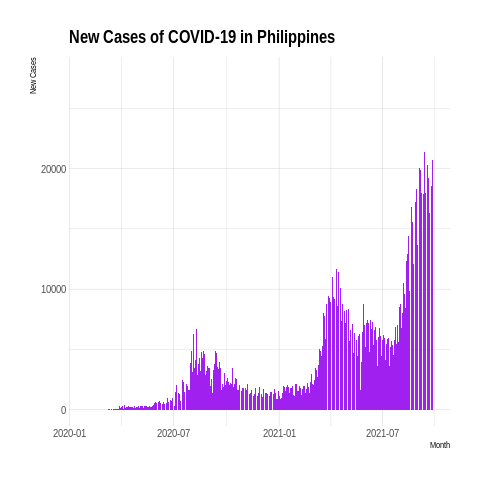 New Cases of COVID-19 in Philippines
New Cases
20000
10000
0
2020-01 2020-07 2021-01 2021-07
Month